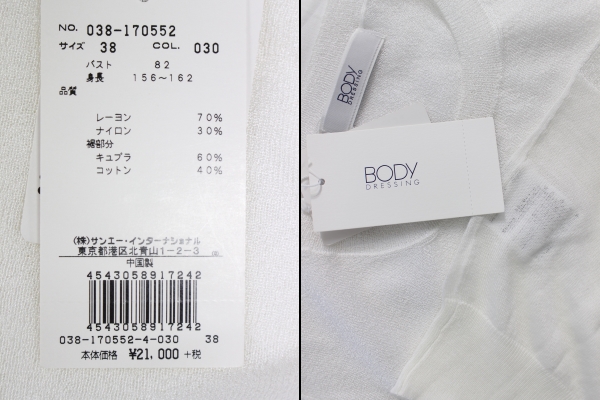 NO. 038-170552
サイズ 38 COL. 030
バスト 82
身長 156～162
品質
レーヨン 70%
ナイロン 30%
裾部分
キュプラ 60%
コットン 40%
(株)サンエー・インターナショナル
東京都港区北青山1-2-3
中国製
4543058917242
4543058917242
038-170552-4-030 38
本体価格 ¥21,000 +税
BODY
DRESSING
BODY
DRESSING